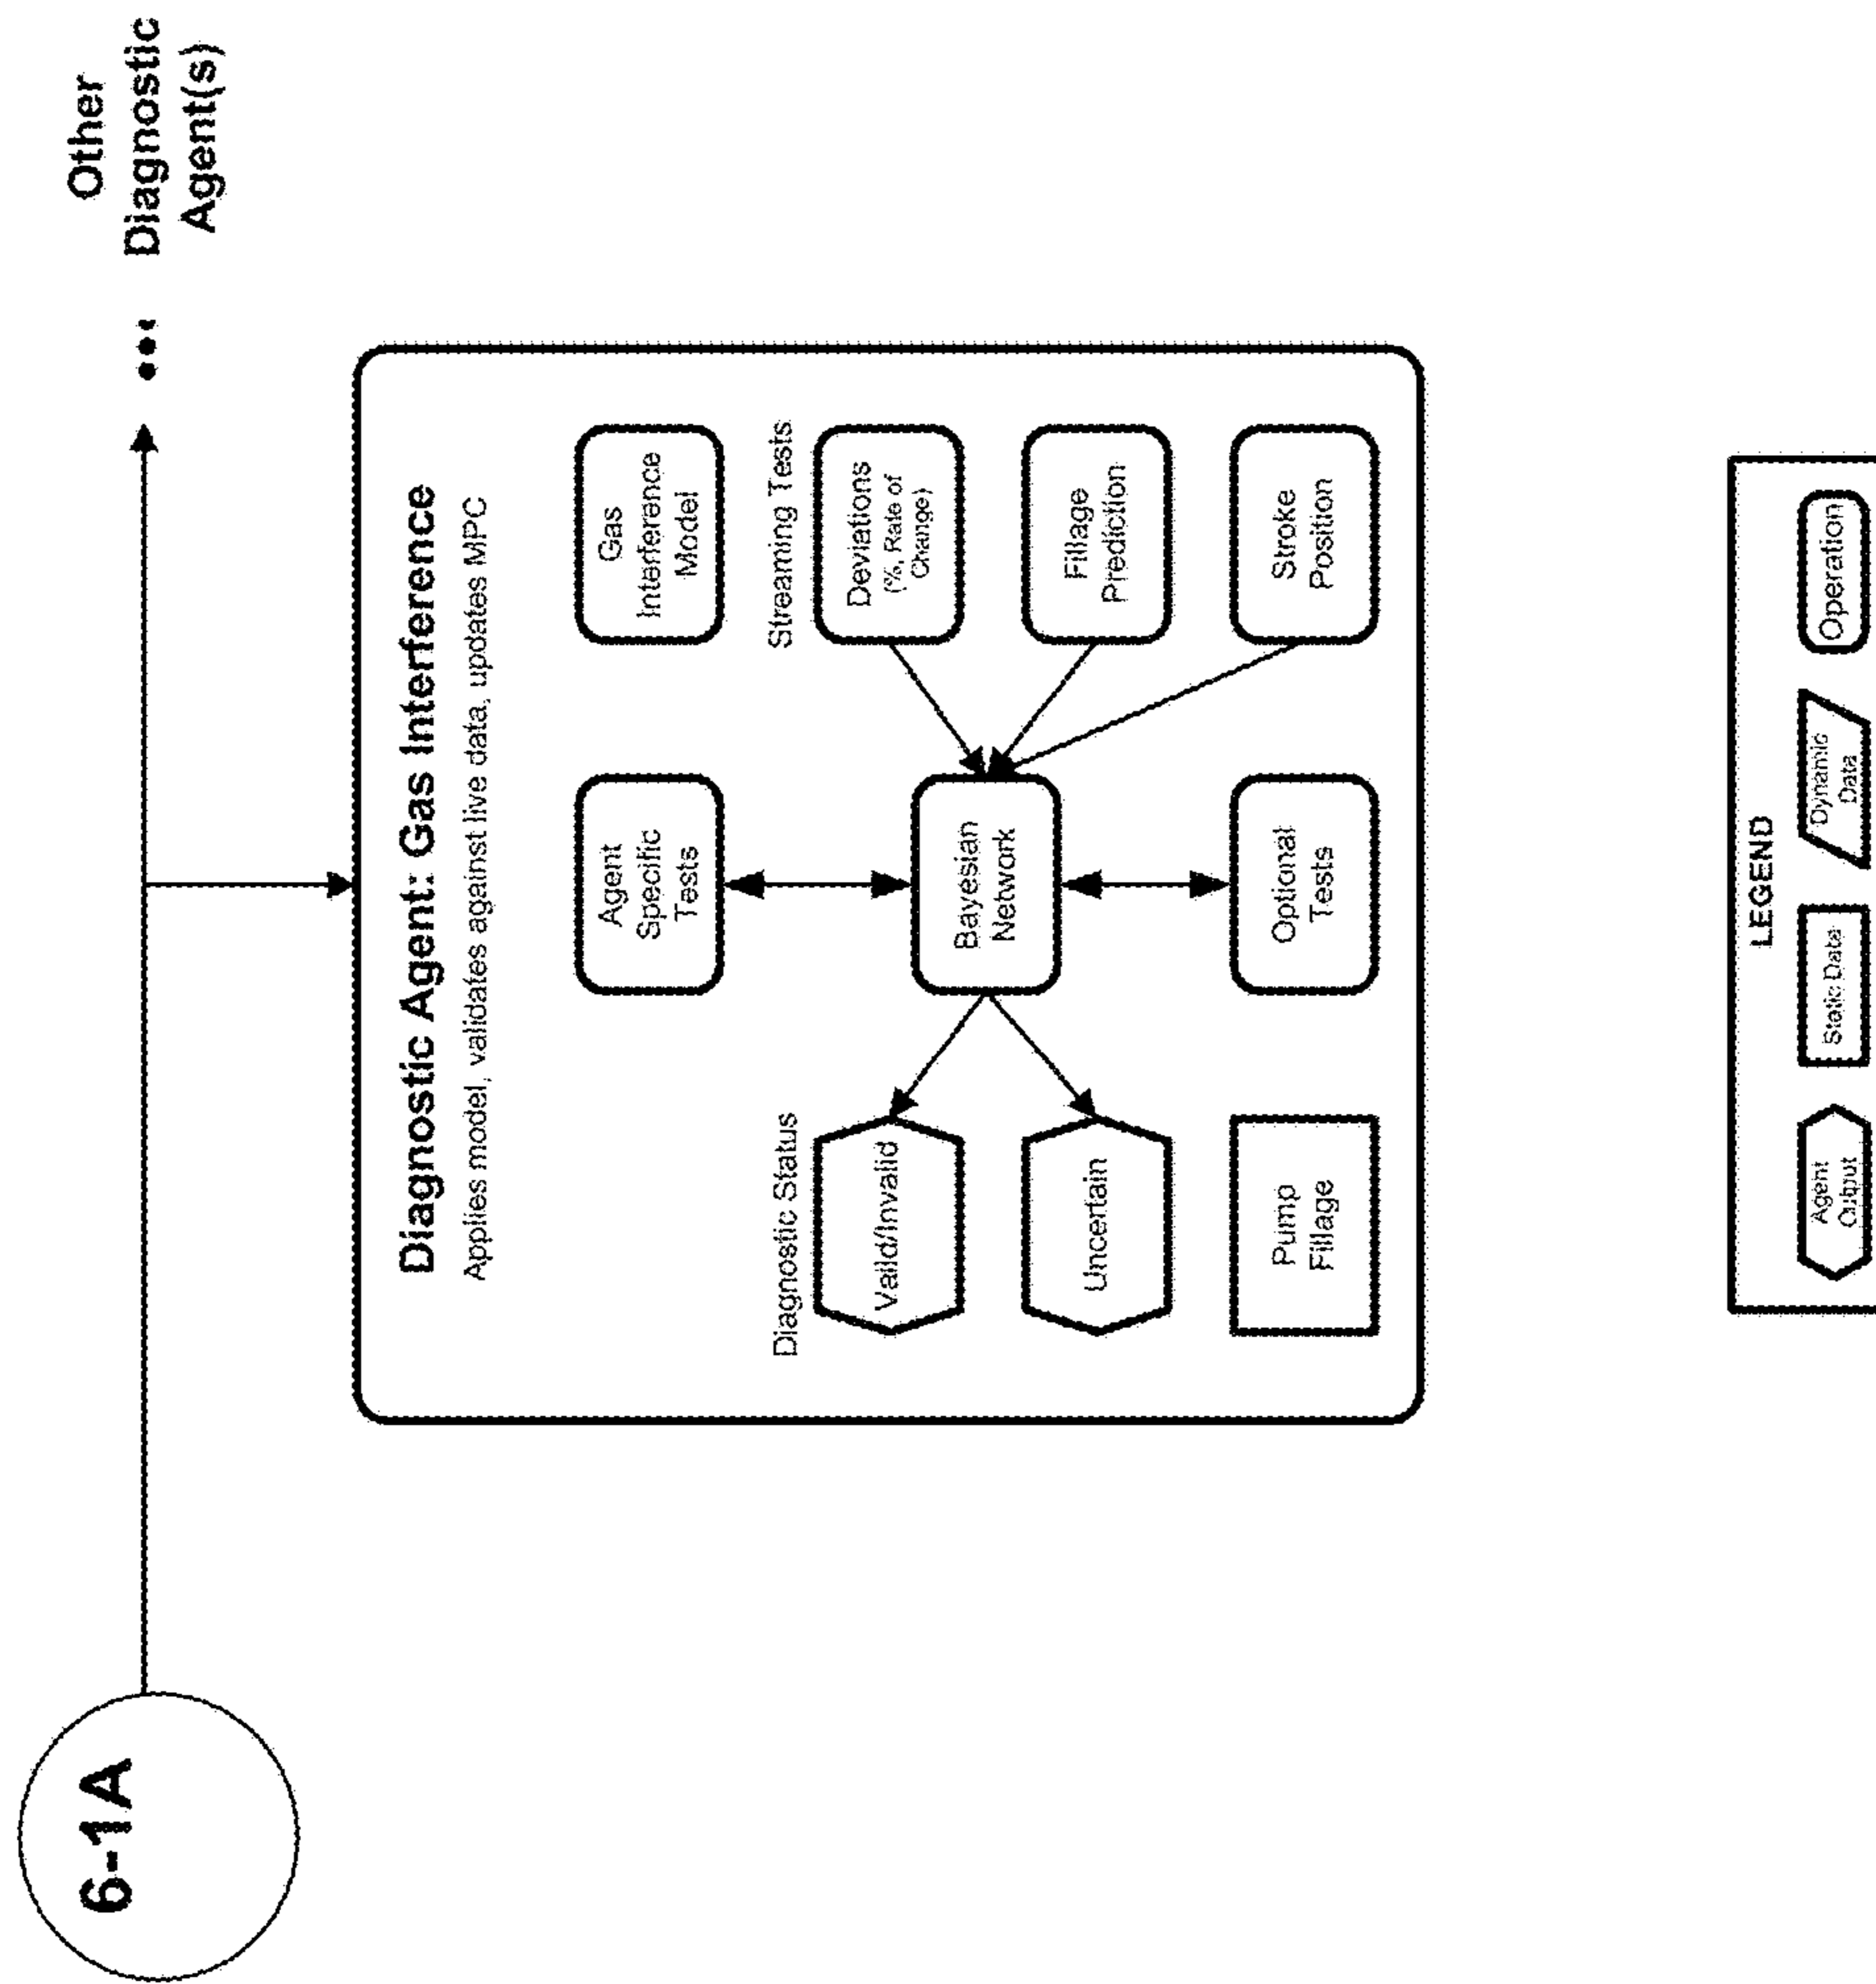 6-1A
Other
Diagnostic
Agent(s)
Diagnostic Agent: Gas Interference
Applies model, validates against live data, updates MPC
Agent
Specific
Tests
Gas
Interference
Model
Diagnostic Status
Streaming Tests
Valid/Invalid
Bayesian
Network
Deviations
(%, Rate of
Change)
Uncertain
Fillage
Prediction
Pump
Fillage
Optional
Tests
Stroke
Position
LEGEND
Agent
Output
Static Data
Dynamic
Data
Operation